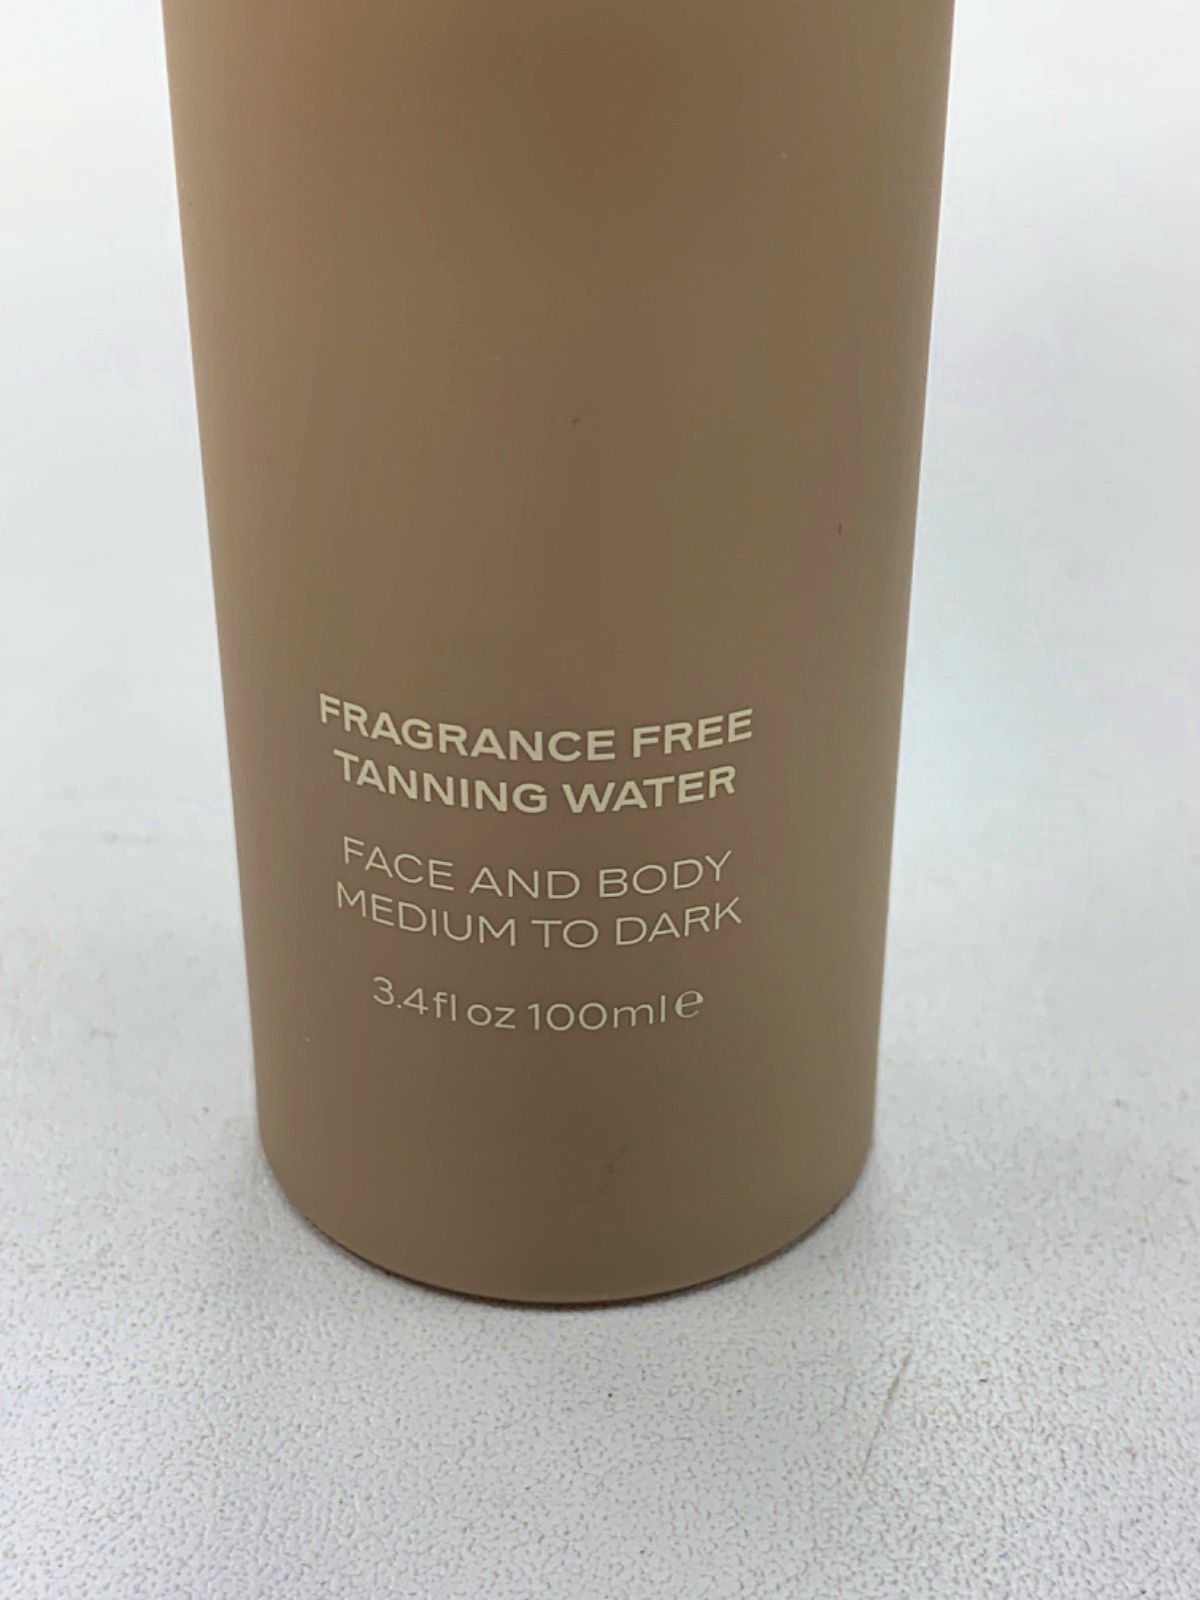 FRAGRANCE FREE
TANNING WATER
FACE AND BODY
MEDIUM TO DARK
3.4fl oz 100ml ℮